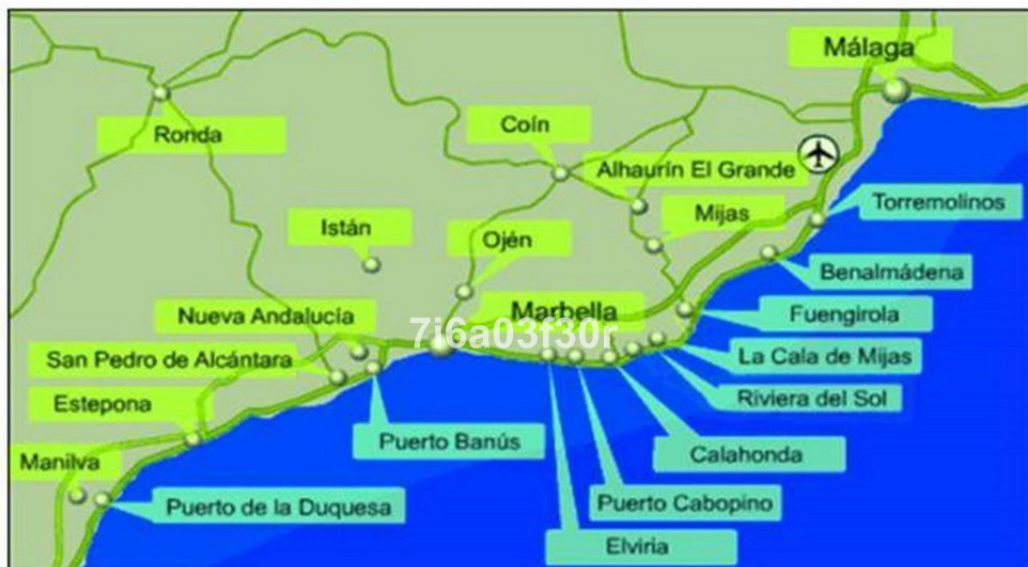 Málaga
Coín
Ronda
Alhaurín El Grande
Torremolinos
Mijas
Istán
Ojén
Benalmádena
Marbella
Nueva Andalucía
Fuengirola
7i6a03f30r
San Pedro de Alcántara
La Cala de Mijas
Riviera del Sol
Estepona
Puerto Banús
Calahonda
Manilva
Puerto Cabopino
Puerto de la Duquesa
Elviria